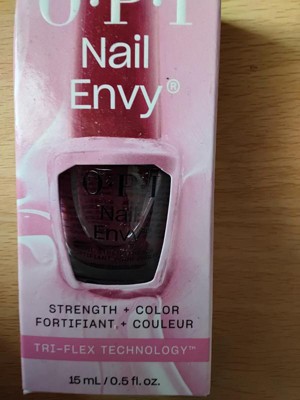 O·P·I
Nail
Envy®
O·P·I
Nail
Envy
STRENGTH + COLOR
FORTIFIANT + COULEUR
TRI-FLEX TECHNOLOGY™
15 mL / 0.5 fl. oz.